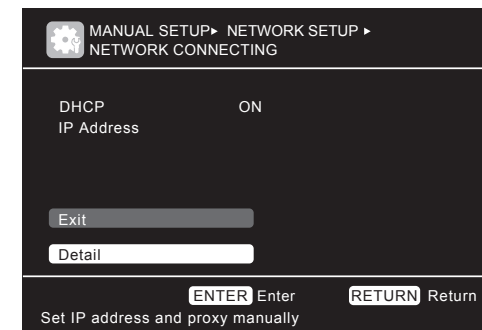 MANUAL SETUP▸ NETWORK SETUP ▸
NETWORK CONNECTING
DHCP ON
IP Address
Exit
Detail
ENTER Enter RETURN Return
Set IP address and proxy manually